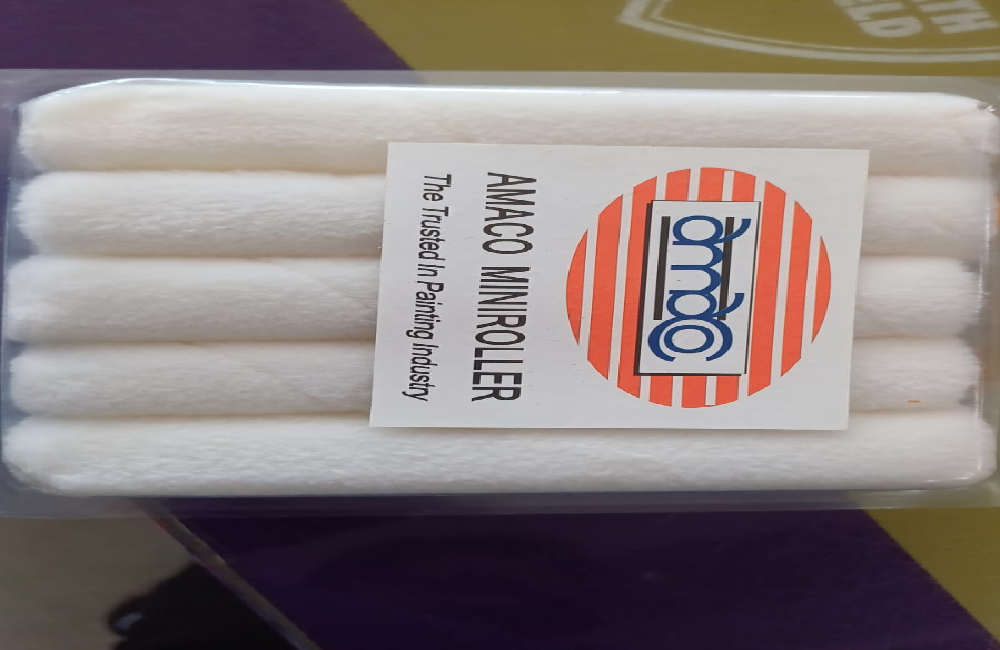 amaco
AMACO MINIROLLER
The Trusted In Painting Industry